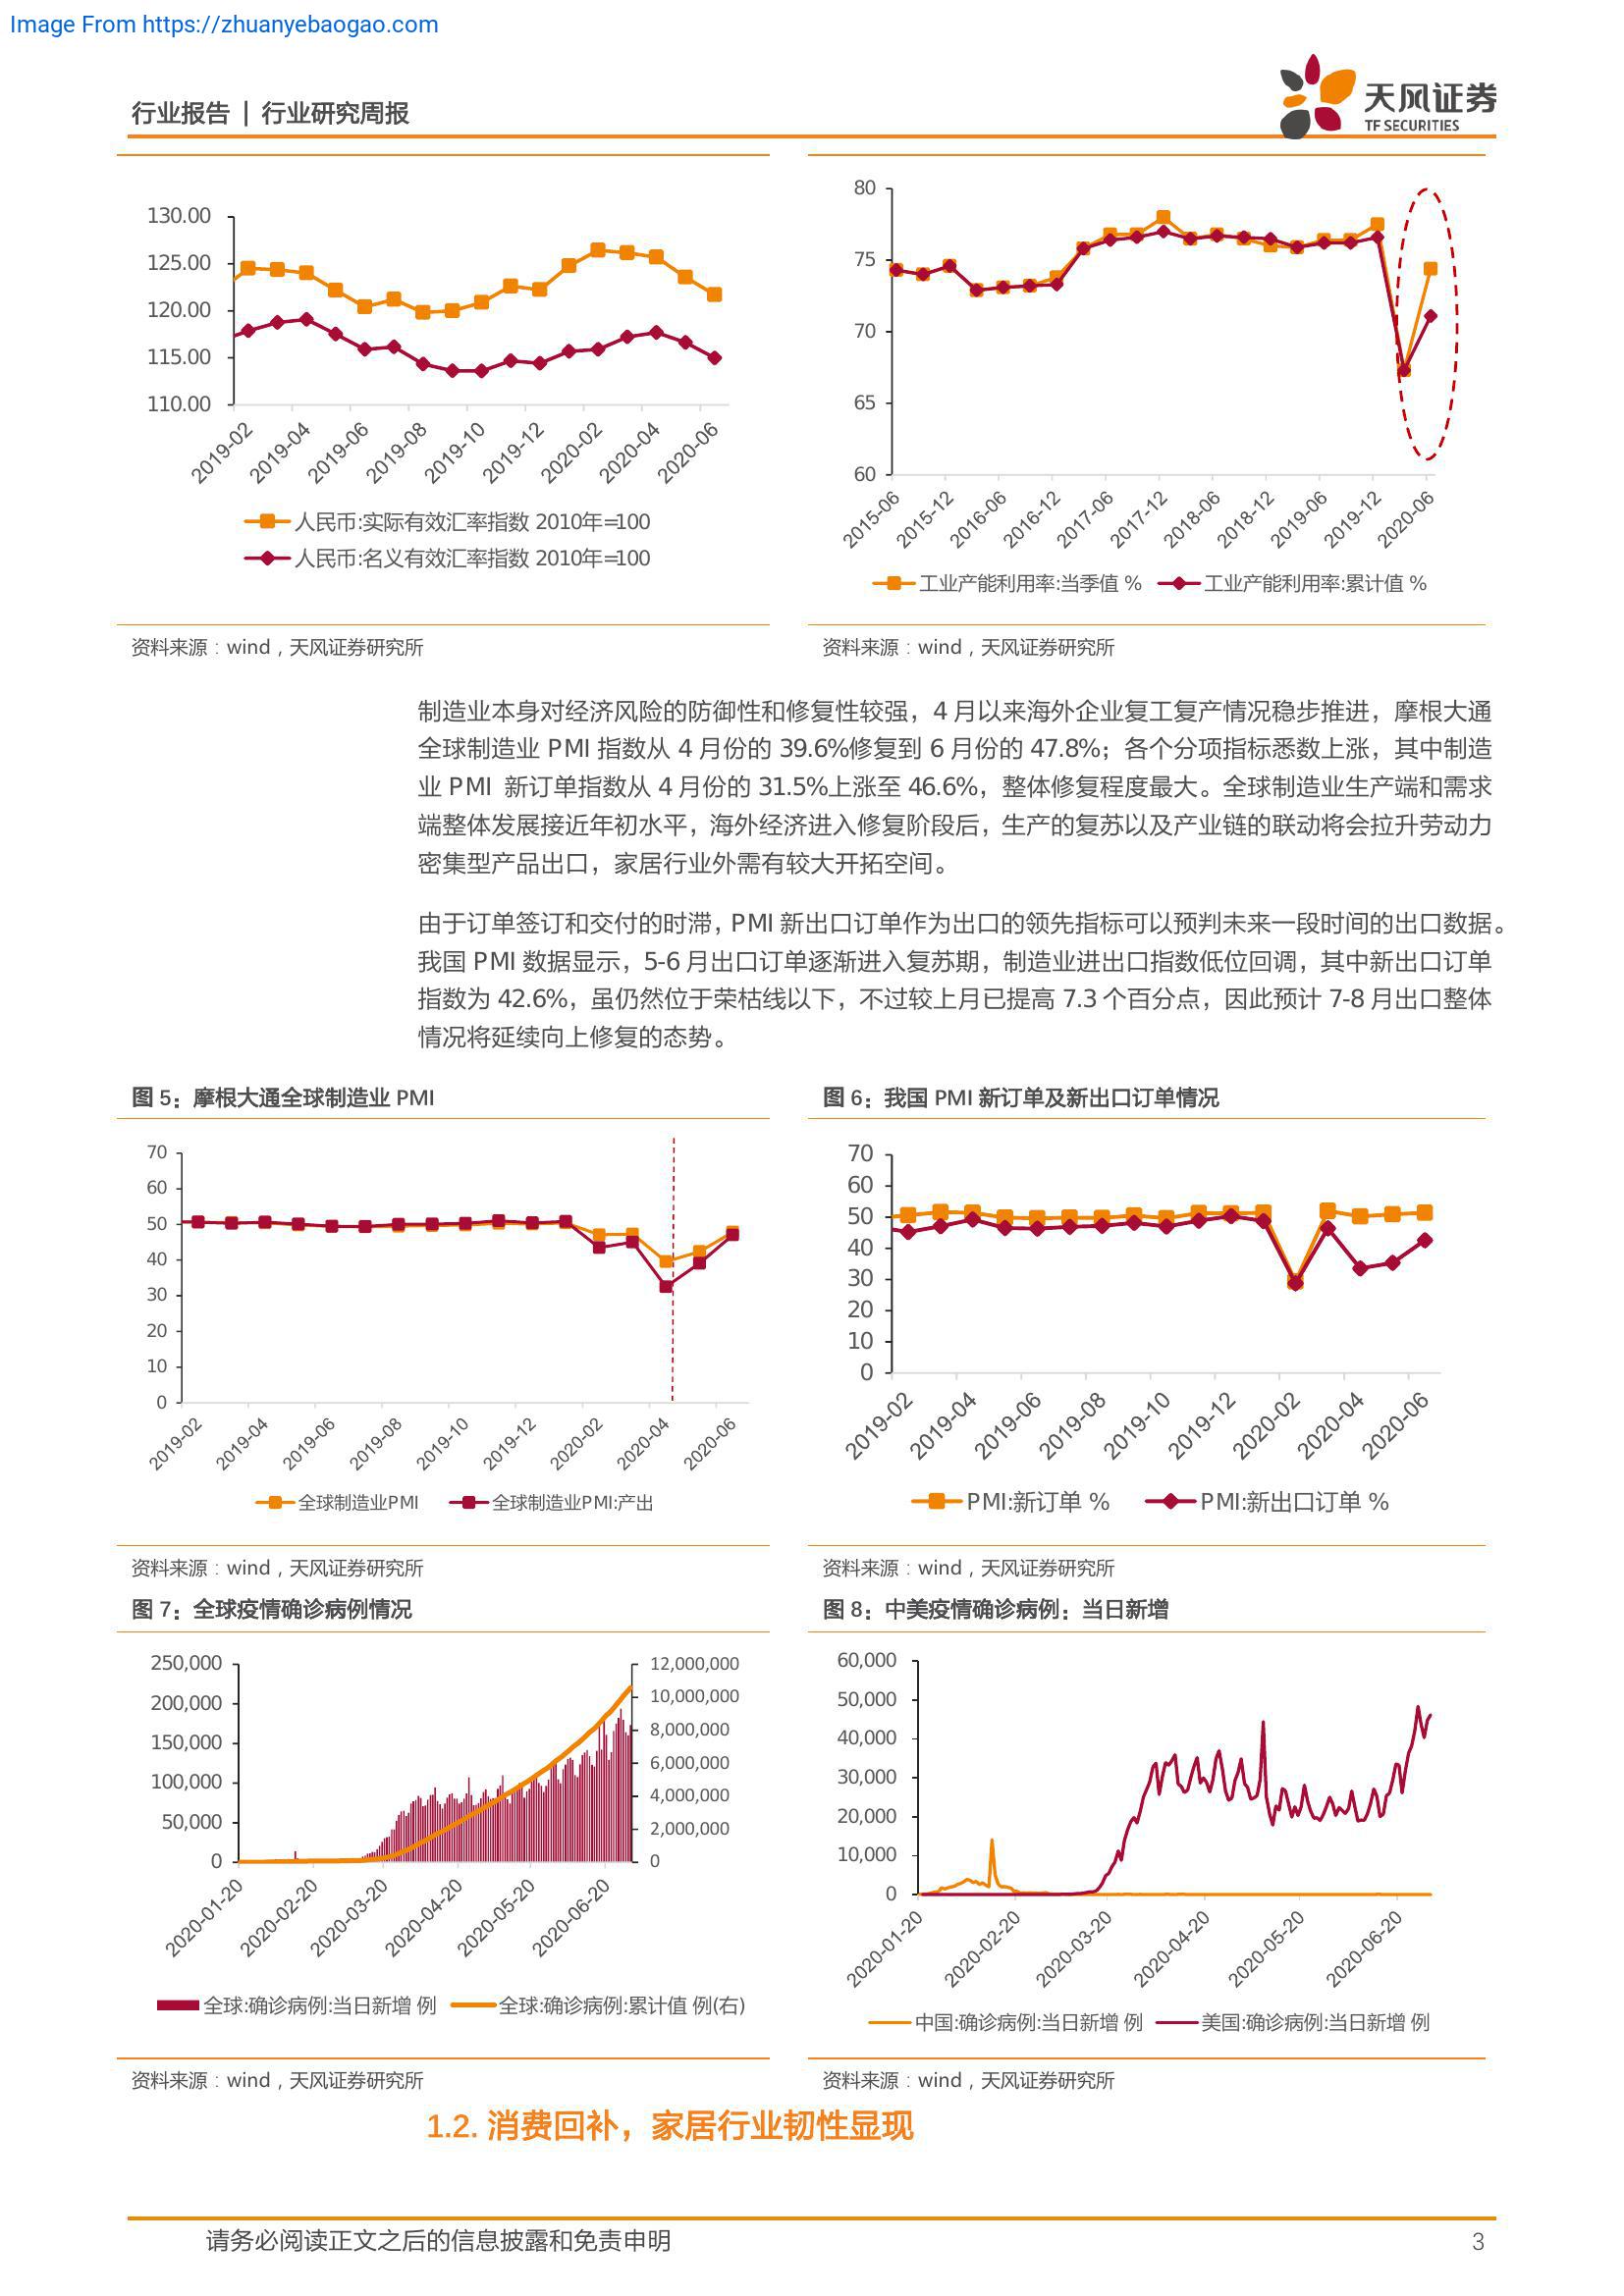 Image From https://zhuanyebaogao.com
行业报告 | 行业研究周报
天风证券
TF SECURITIES
130.00
125.00
120.00
115.00
110.00
2019-02
2019-04
2019-06
2019-08
2019-10
2019-12
2020-02
2020-04
2020-06
人民币:实际有效汇率指数 2010年=100
人民币:名义有效汇率指数 2010年=100
80
75
70
65
60
2015-06
2015-12
2016-06
2016-12
2017-06
2017-12
2018-06
2018-12
2019-06
2019-12
2020-06
工业产能利用率:当季值 %
工业产能利用率:累计值 %
资料来源：wind，天风证券研究所
资料来源：wind，天风证券研究所
制造业本身对经济风险的防御性和修复性较强，4 月以来海外企业复工复产情况稳步推进，摩根大通
全球制造业 PMI 指数从 4 月份的 39.6%修复到 6 月份的 47.8%；各个分项指标悉数上涨，其中制造
业 PMI 新订单指数从 4 月份的 31.5%上涨至 46.6%，整体修复程度最大。全球制造业生产端和需求
端整体发展接近年初水平，海外经济进入修复阶段后，生产的复苏以及产业链的联动将会拉升劳动力
密集型产品出口，家居行业外需有较大开拓空间。
由于订单签订和交付的时滞，PMI 新出口订单作为出口的领先指标可以预判未来一段时间的出口数据。
我国 PMI 数据显示，5-6 月出口订单逐渐进入复苏期，制造业进出口指数低位回调，其中新出口订单
指数为 42.6%，虽仍然位于荣枯线以下，不过较上月已提高 7.3 个百分点，因此预计 7-8 月出口整体
情况将延续向上修复的态势。
图 5：摩根大通全球制造业 PMI
70
60
50
40
30
20
10
0
2019-02
2019-04
2019-06
2019-08
2019-10
2019-12
2020-02
2020-04
2020-06
全球制造业PMI
全球制造业PMI:产出
图 6：我国 PMI 新订单及新出口订单情况
70
60
50
40
30
20
10
0
2019-02
2019-04
2019-06
2019-08
2019-10
2019-12
2020-02
2020-04
2020-06
PMI:新订单 %
PMI:新出口订单 %
资料来源：wind，天风证券研究所
资料来源：wind，天风证券研究所
图 7：全球疫情确诊病例情况
250,000
200,000
150,000
100,000
50,000
0
12,000,000
10,000,000
8,000,000
6,000,000
4,000,000
2,000,000
0
2020-01-20
2020-02-20
2020-03-20
2020-04-20
2020-05-20
2020-06-20
全球:确诊病例:当日新增 例
全球:确诊病例:累计值 例(右)
图 8：中美疫情确诊病例：当日新增
60,000
50,000
40,000
30,000
20,000
10,000
0
2020-01-20
2020-02-20
2020-03-20
2020-04-20
2020-05-20
2020-06-20
中国:确诊病例:当日新增 例
美国:确诊病例:当日新增 例
资料来源：wind，天风证券研究所
资料来源：wind，天风证券研究所
1.2. 消费回补，家居行业韧性显现
请务必阅读正文之后的信息披露和免责申明
3